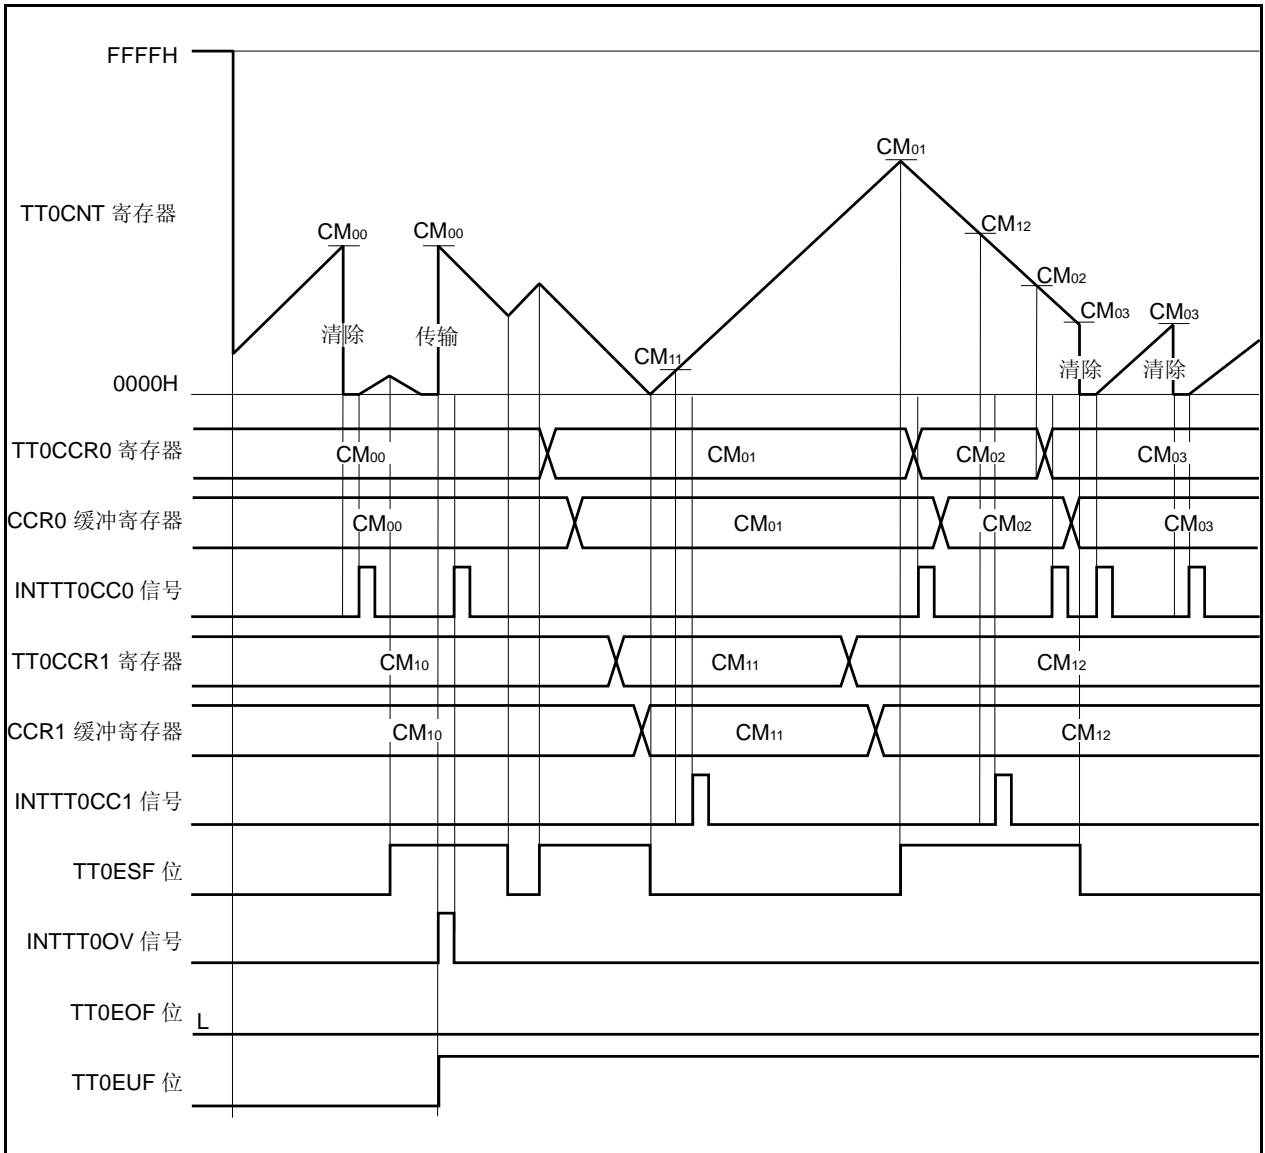 FFFFH
CM01
TT0CNT 寄存器
CM00 CM00 CM12
CM02
CM03 CM03
清除 传输
CM11
清除 清除
0000H
TT0CCR0 寄存器 CM00 CM01 CM02 CM03
CCR0 缓冲寄存器 CM00 CM01 CM02 CM03
INTTT0CC0 信号
TT0CCR1 寄存器 CM10 CM11 CM12
CCR1 缓冲寄存器 CM10 CM11 CM12
INTTT0CC1 信号
TT0ESF 位
INTTT0OV 信号
TT0EOF 位 L
TT0EUF 位